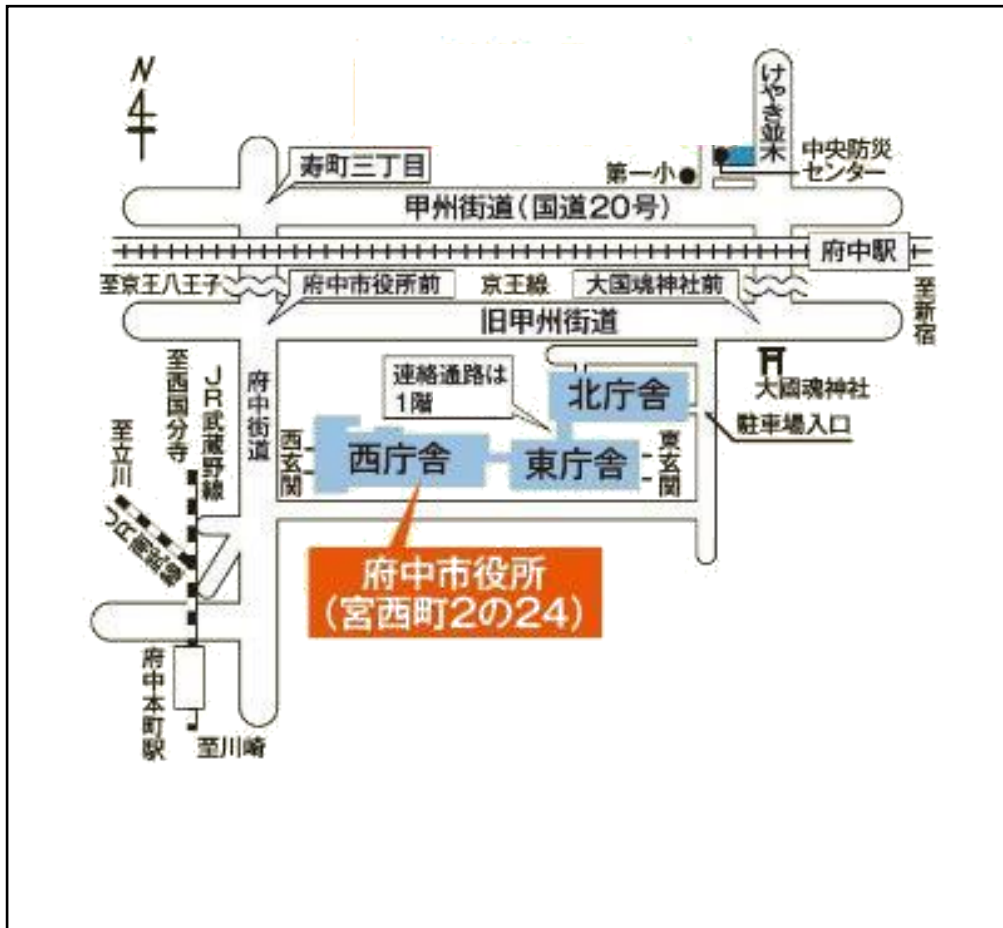 N
けやき並木
寿町三丁目
第一小
中央防災
センター
甲州街道(国道20号)
府中駅
至京王八王子
府中市役所前
京王線
大国魂神社前
至新宿
旧甲州街道
至西国分寺
JR武蔵野線
府中街道
連絡通路は
1階
北庁舎
大國魂神社
駐車場入口
至立川
西玄関
西庁舎
東庁舎
東玄関
JR南武線
府中市役所
(宮西町2の24)
府中本町駅
至川崎